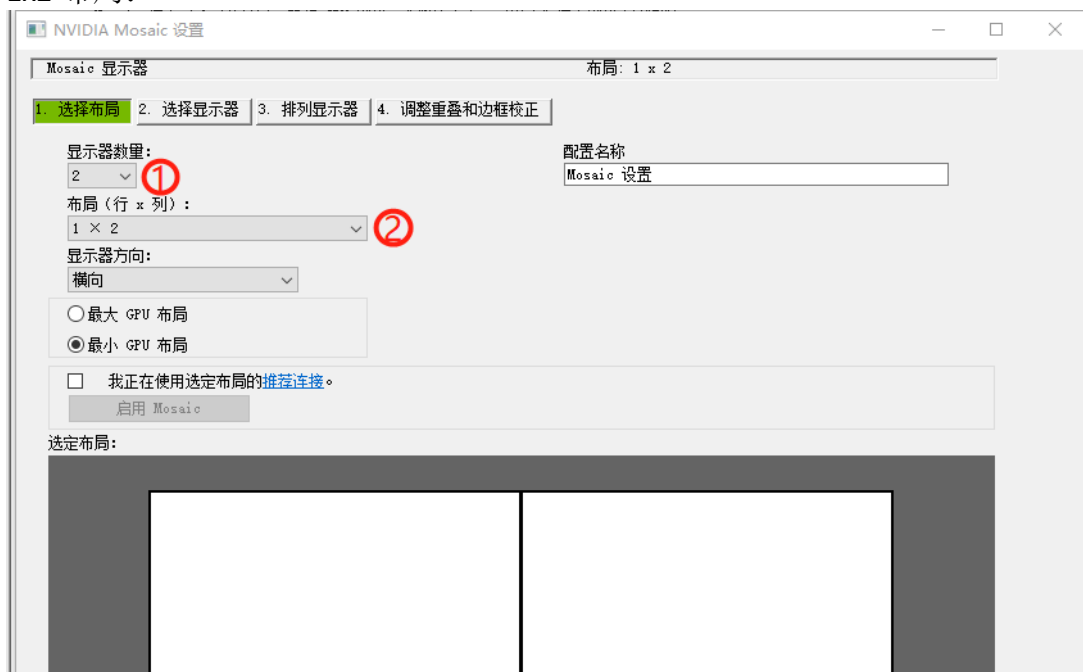 NVIDIA Mosaic 设置
Mosaic 显示器 布局: 1 x 2
1. 选择布局 2. 选择显示器 3. 排列显示器 4. 调整重叠和边框校正
显示器数量: 配置名称
2 ① Mosaic 设置
布局（行 x 列）:
1 × 2 ②
显示器方向:
横向
最大 GPU 布局
最小 GPU 布局
我正在使用选定布局的推荐连接。
启用 Mosaic
选定布局: